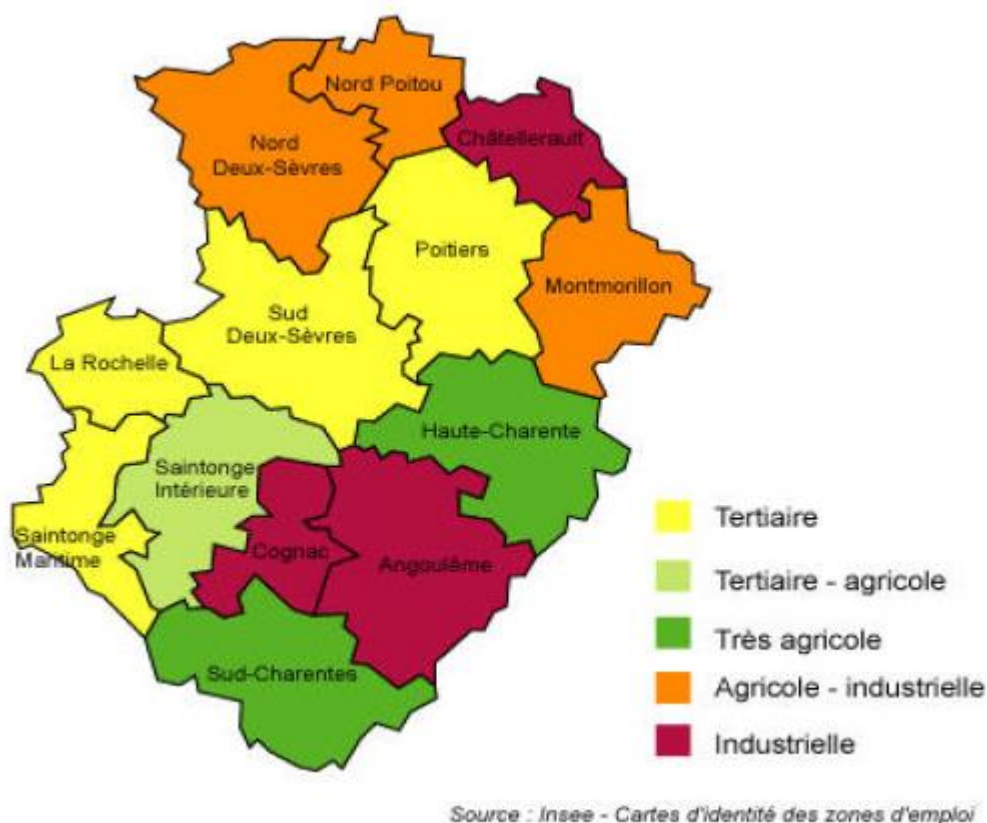 Nord Poitou
Châtellerault
Nord
Deux-Sèvres
Poitiers
Montmorillon
Sud
Deux-Sèvres
La Rochelle
Haute-Charente
Saintonge
Intérieure
Saintonge
Maritime
Cognac
Angoulême
Sud-Charentes
Tertiaire
Tertiaire - agricole
Très agricole
Agricole - industrielle
Industrielle
Source : Insee - Cartes d'identité des zones d'emploi